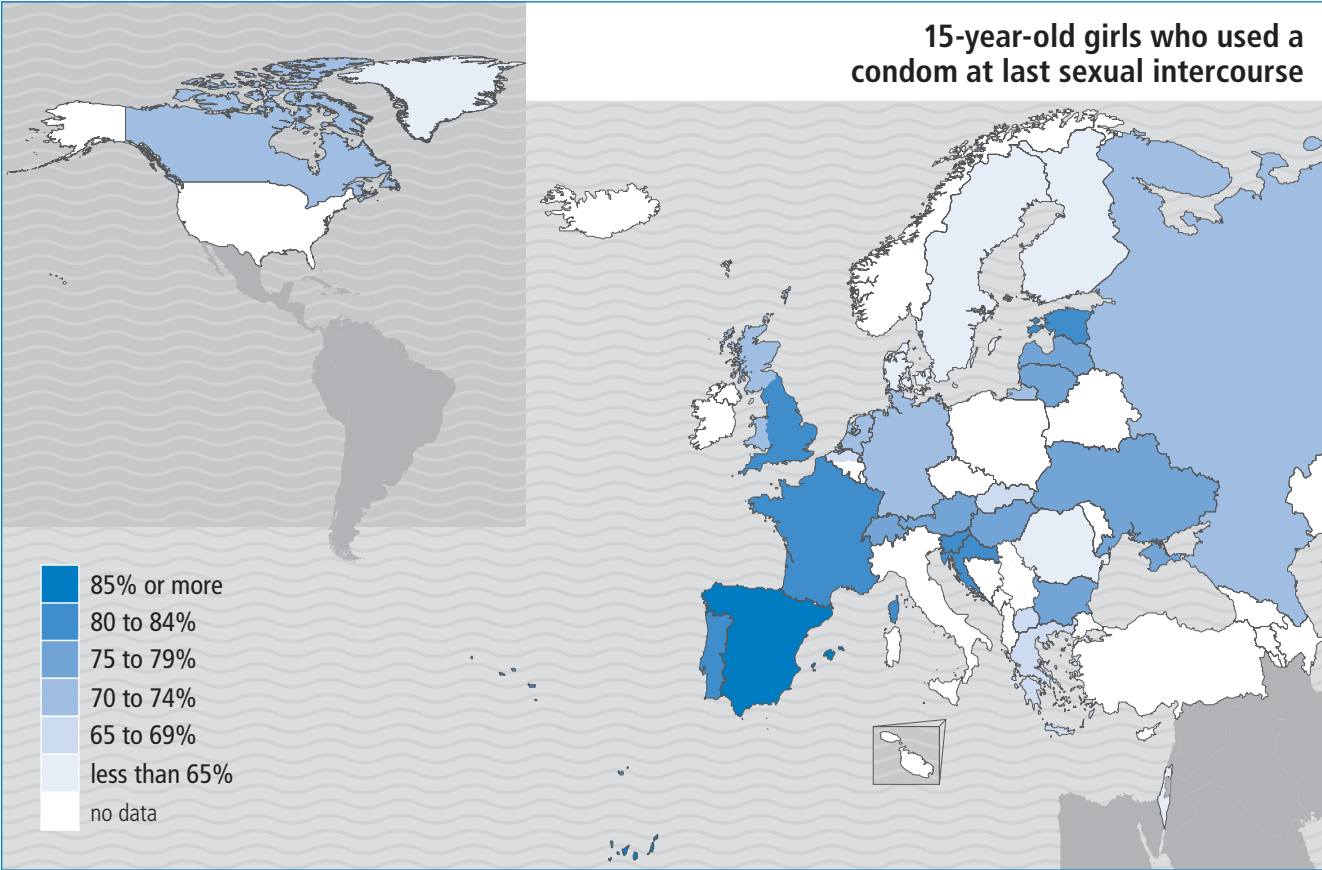 15-year-old girls who used a
condom at last sexual intercourse
85% or more
80 to 84%
75 to 79%
70 to 74%
65 to 69%
less than 65%
no data